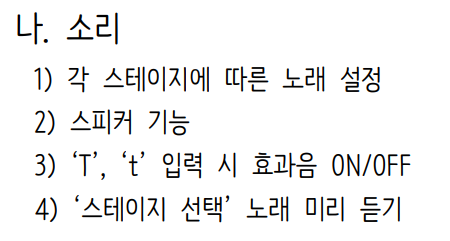 나. 소리
1) 각 스테이지에 따른 노래 설정
2) 스피커 기능
3) ‘T’, ‘t’ 입력 시 효과음 ON/OFF
4) ‘스테이지 선택’ 노래 미리 듣기